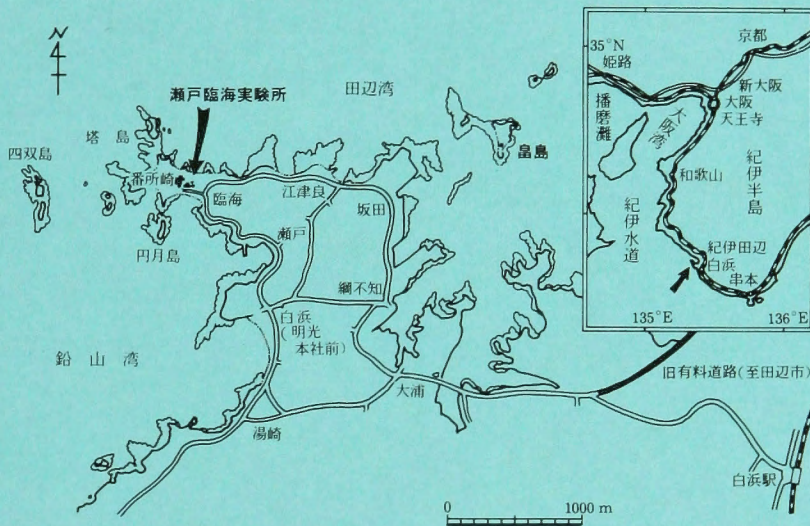 N
瀬戸臨海実験所
田辺湾
塔島
四双島
番所崎
臨海
江津良
畠島
瀬戸
坂田
円月島
綱不知
白浜
(明光
本社前)
鉛山湾
大浦
湯崎
旧有料道路(至田辺市)
白浜駅
0 1000 m
35°N
京都
姫路
新大阪
大阪
天王寺
播磨灘
大阪湾
和歌山
紀伊半島
紀伊水道
紀伊田辺
白浜
串本
135°E 136°E